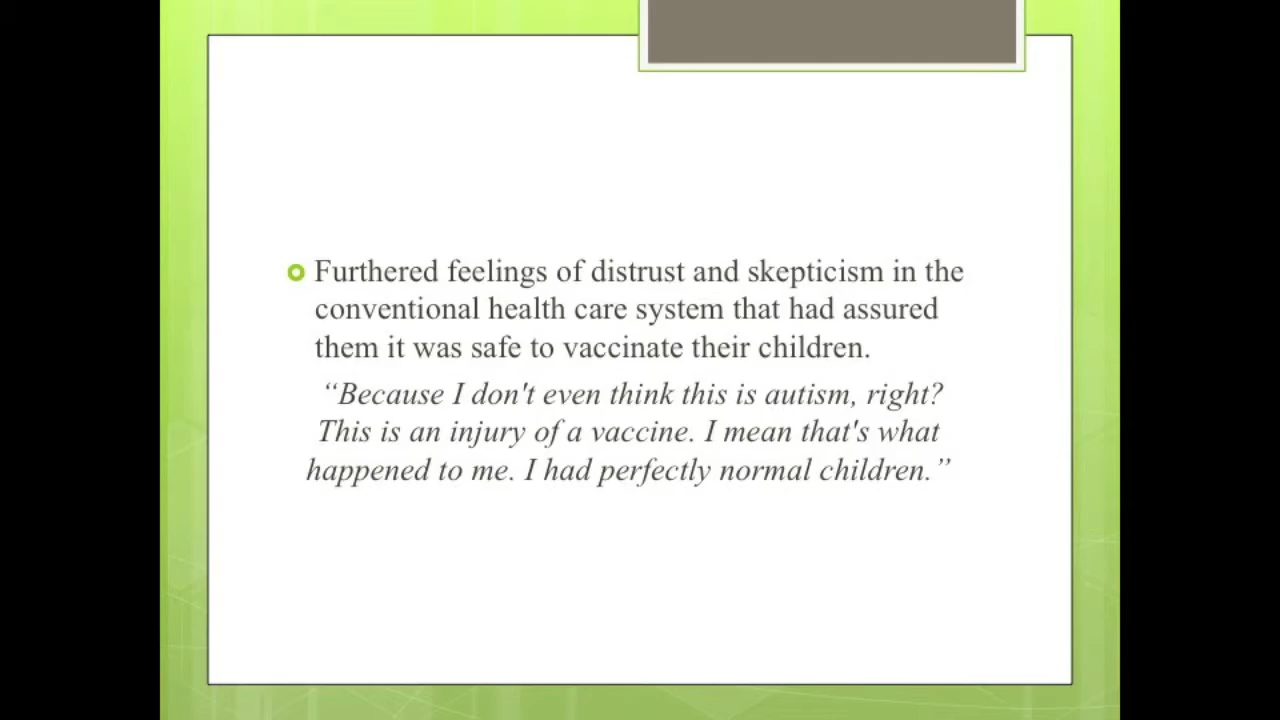 Furthered feelings of distrust and skepticism in the
conventional health care system that had assured
them it was safe to vaccinate their children.
“Because I don't even think this is autism, right?
This is an injury of a vaccine. I mean that's what
happened to me. I had perfectly normal children.”